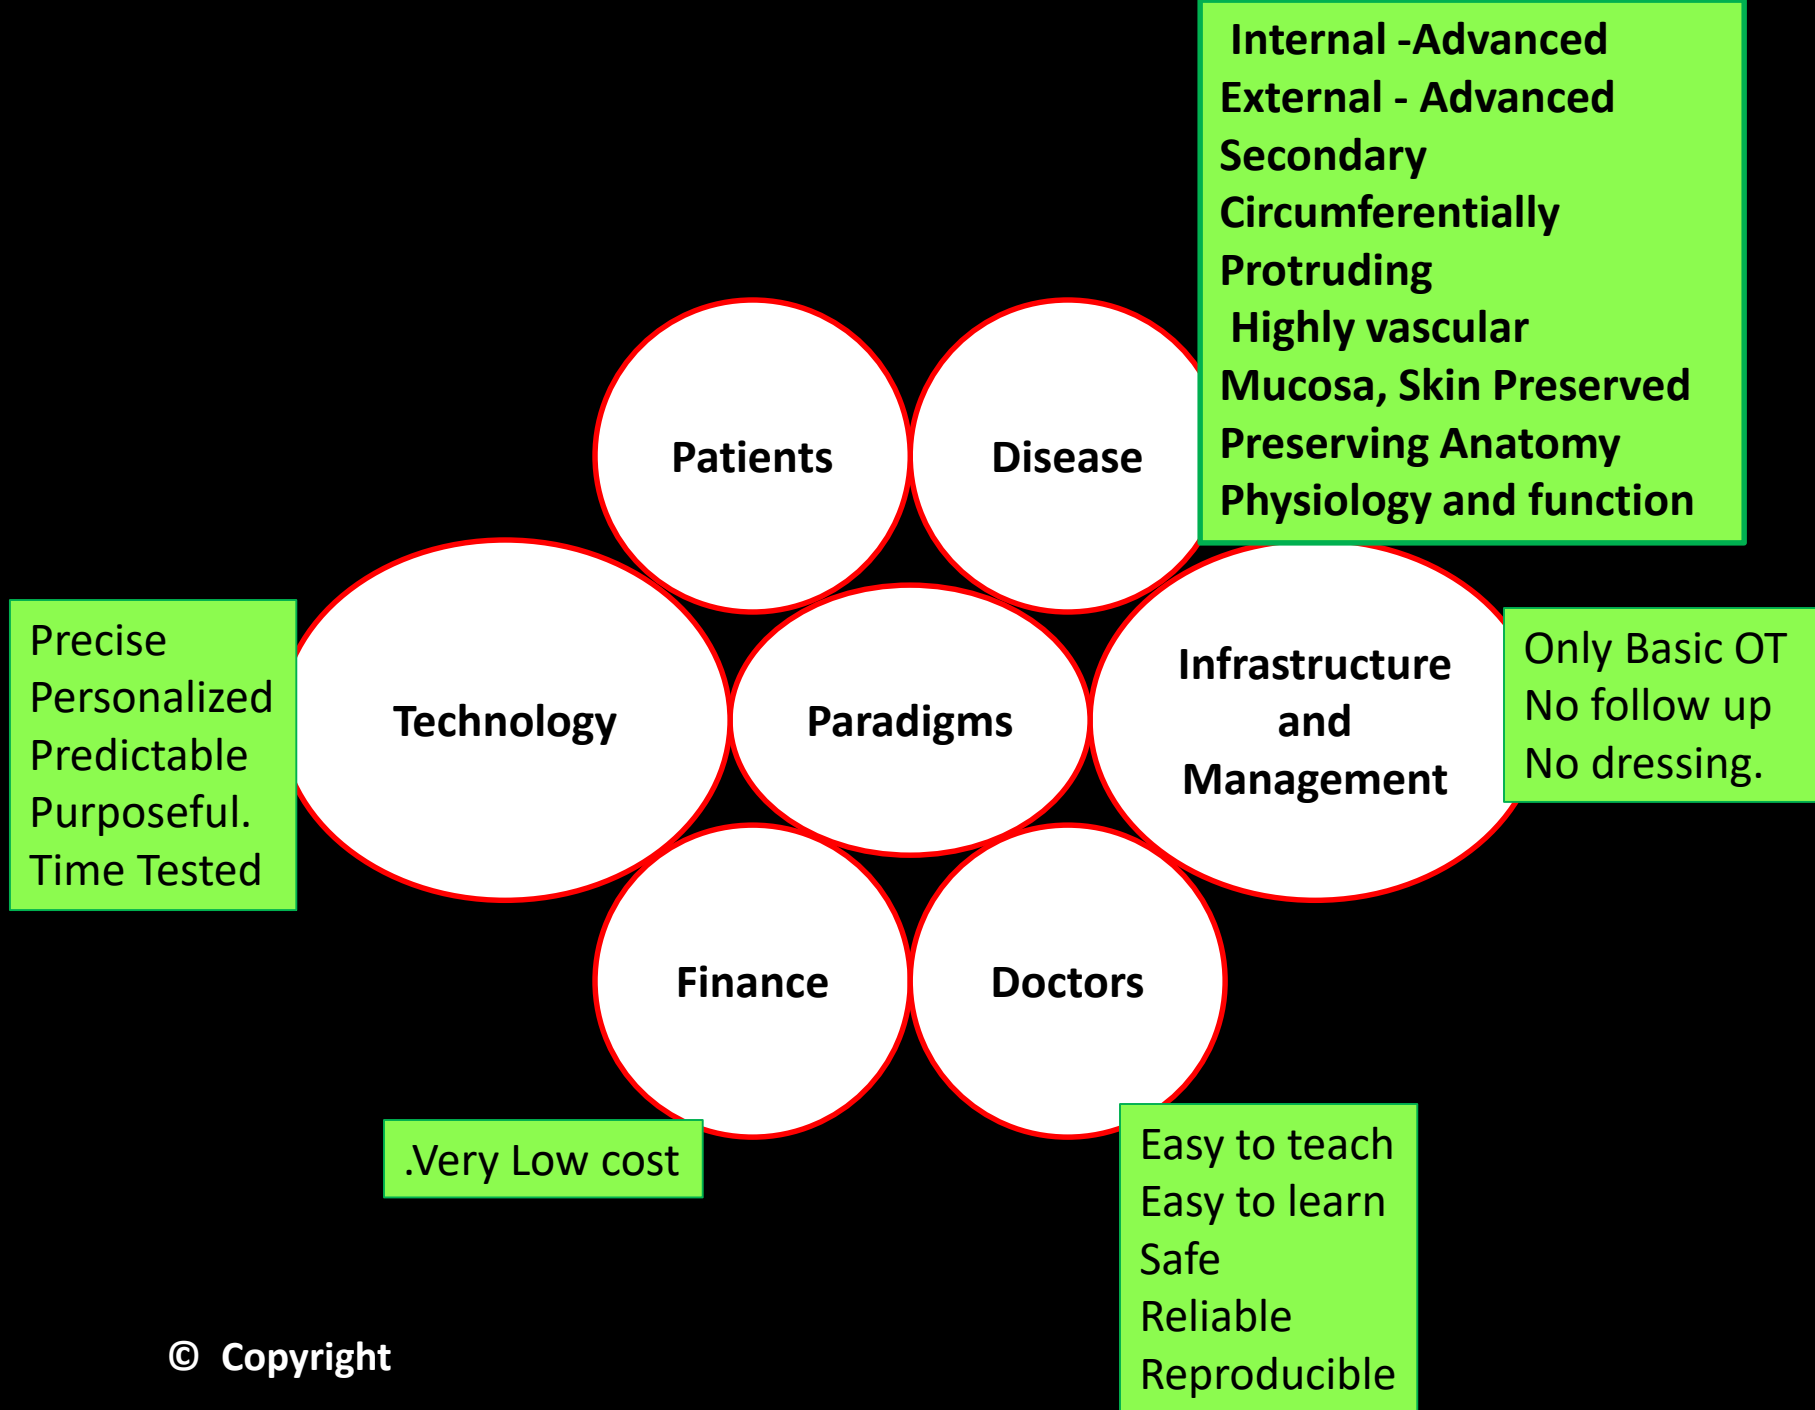 Internal -Advanced
External - Advanced
Secondary
Circumferentially
Protruding
Highly vascular
Mucosa, Skin Preserved
Preserving Anatomy
Physiology and function
Patients
Disease
Precise
Personalized
Predictable
Purposeful.
Time Tested
Technology
Paradigms
Infrastructure
and
Management
Only Basic OT
No follow up
No dressing.
Finance
Doctors
.Very Low cost
Easy to teach
Easy to learn
Safe
Reliable
Reproducible
© Copyright